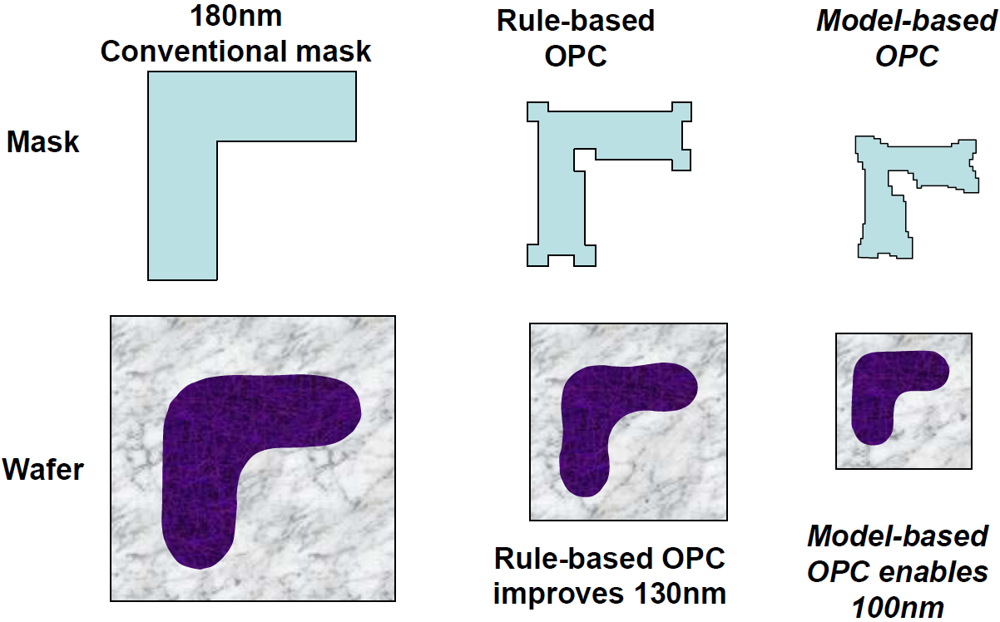 180nm
Conventional mask
Rule-based
OPC
Model-based
OPC
Mask
Wafer
Rule-based OPC
improves 130nm
Model-based
OPC enables
100nm